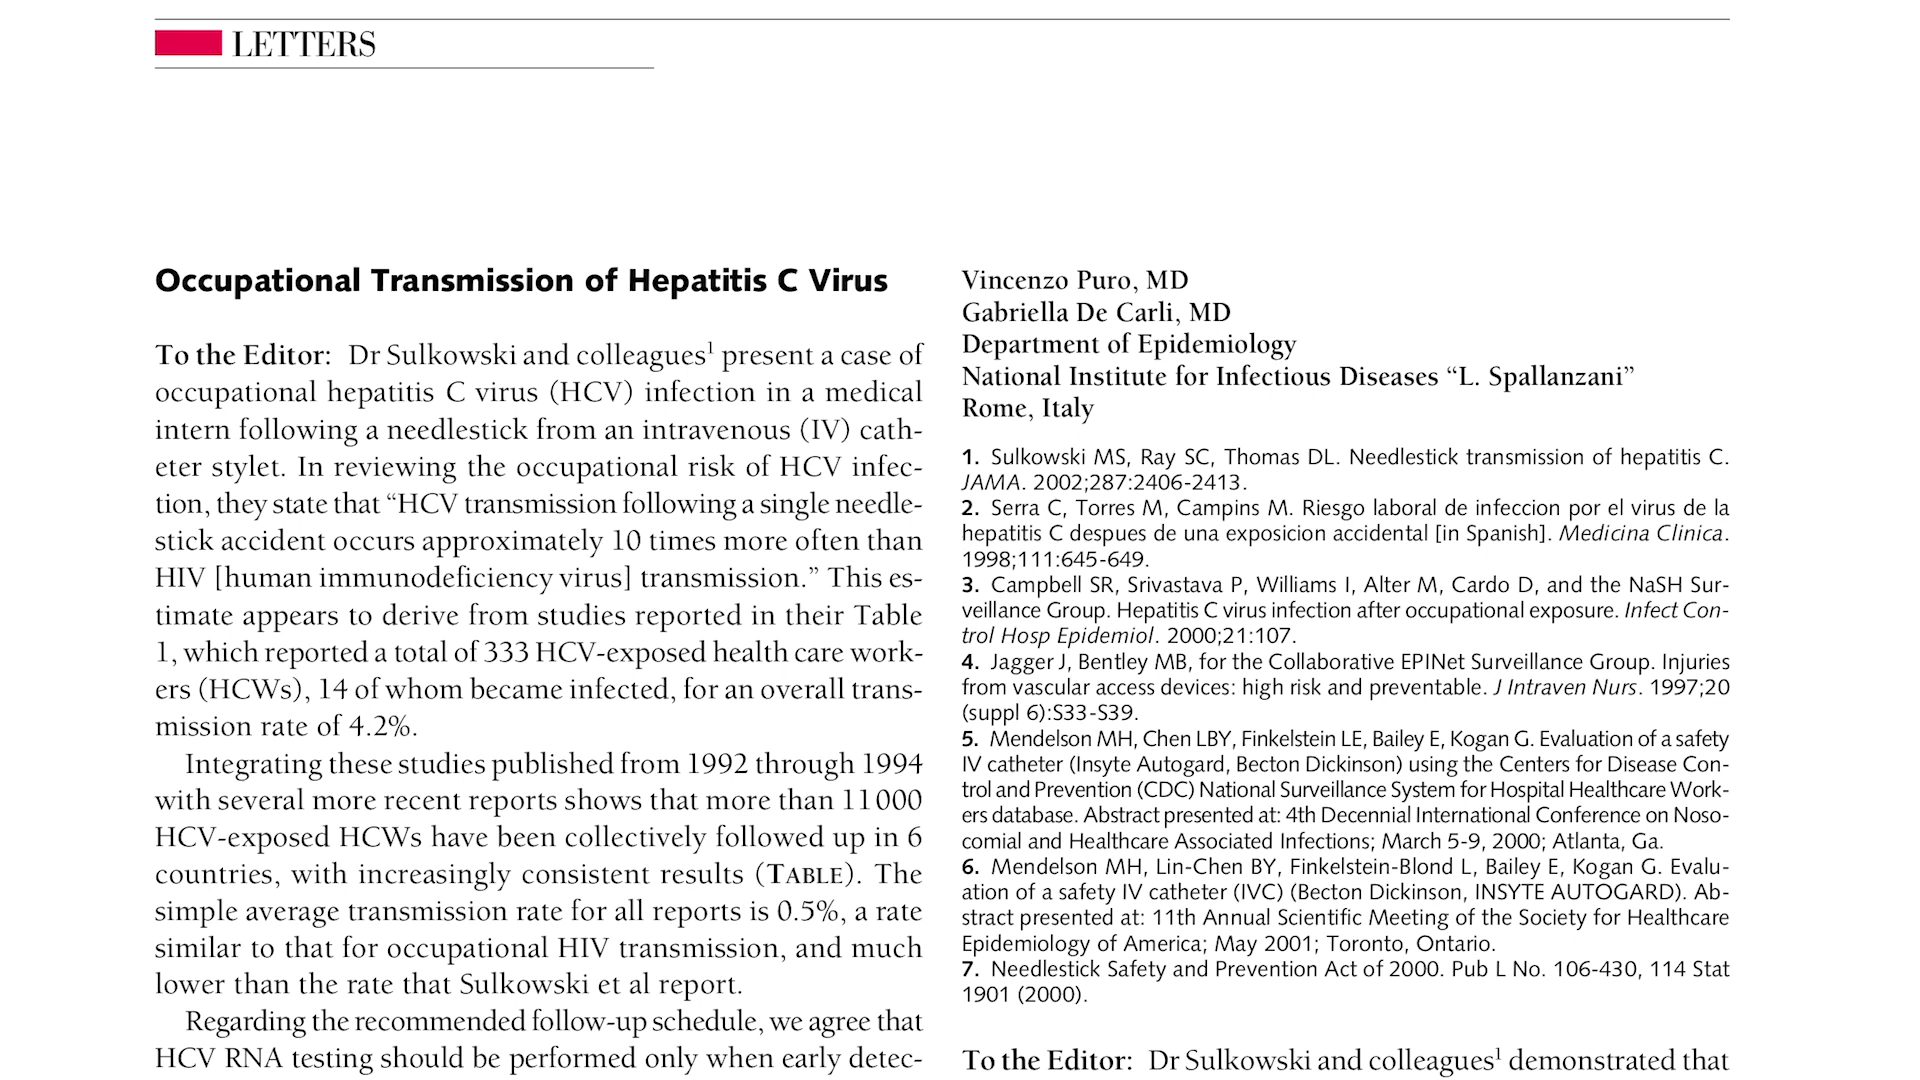 LETTERS
Occupational Transmission of Hepatitis C Virus
To the Editor: Dr Sulkowski and colleagues1 present a case of
occupational hepatitis C virus (HCV) infection in a medical
intern following a needlestick from an intravenous (IV) cath-
eter stylet. In reviewing the occupational risk of HCV infec-
tion, they state that “HCV transmission following a single needle-
stick accident occurs approximately 10 times more often than
HIV [human immunodeficiency virus] transmission.” This es-
timate appears to derive from studies reported in their Table
1, which reported a total of 333 HCV-exposed health care work-
ers (HCWs), 14 of whom became infected, for an overall trans-
mission rate of 4.2%.
Integrating these studies published from 1992 through 1994
with several more recent reports shows that more than 11 000
HCV-exposed HCWs have been collectively followed up in 6
countries, with increasingly consistent results (TABLE). The
simple average transmission rate for all reports is 0.5%, a rate
similar to that for occupational HIV transmission, and much
lower than the rate that Sulkowski et al report.
Regarding the recommended follow-up schedule, we agree that
HCV RNA testing should be performed only when early detec-
Vincenzo Puro, MD
Gabriella De Carli, MD
Department of Epidemiology
National Institute for Infectious Diseases “L. Spallanzani”
Rome, Italy
1. Sulkowski MS, Ray SC, Thomas DL. Needlestick transmission of hepatitis C.
JAMA. 2002;287:2406-2413.
2. Serra C, Torres M, Campins M. Riesgo laboral de infeccion por el virus de la
hepatitis C despues de una exposicion accidental [in Spanish]. Medicina Clinica.
1998;111:645-649.
3. Campbell SR, Srivastava P, Williams I, Alter M, Cardo D, and the NaSH Sur-
veillance Group. Hepatitis C virus infection after occupational exposure. Infect Con-
trol Hosp Epidemiol. 2000;21:107.
4. Jagger J, Bentley MB, for the Collaborative EPINet Surveillance Group. Injuries
from vascular access devices: high risk and preventable. J Intraven Nurs. 1997;20
(suppl 6):S33-S39.
5. Mendelson MH, Chen LBY, Finkelstein LE, Bailey E, Kogan G. Evaluation of a safety
IV catheter (Insyte Autogard, Becton Dickinson) using the Centers for Disease Con-
trol and Prevention (CDC) National Surveillance System for Hospital Healthcare Work-
ers database. Abstract presented at: 4th Decennial International Conference on Noso-
comial and Healthcare Associated Infections; March 5-9, 2000; Atlanta, Ga.
6. Mendelson MH, Lin-Chen BY, Finkelstein-Blond L, Bailey E, Kogan G. Evalu-
ation of a safety IV catheter (IVC) (Becton Dickinson, INSYTE AUTOGARD). Ab-
stract presented at: 11th Annual Scientific Meeting of the Society for Healthcare
Epidemiology of America; May 2001; Toronto, Ontario.
7. Needlestick Safety and Prevention Act of 2000. Pub L No. 106-430, 114 Stat
1901 (2000).
To the Editor: Dr Sulkowski and colleagues1 demonstrated that